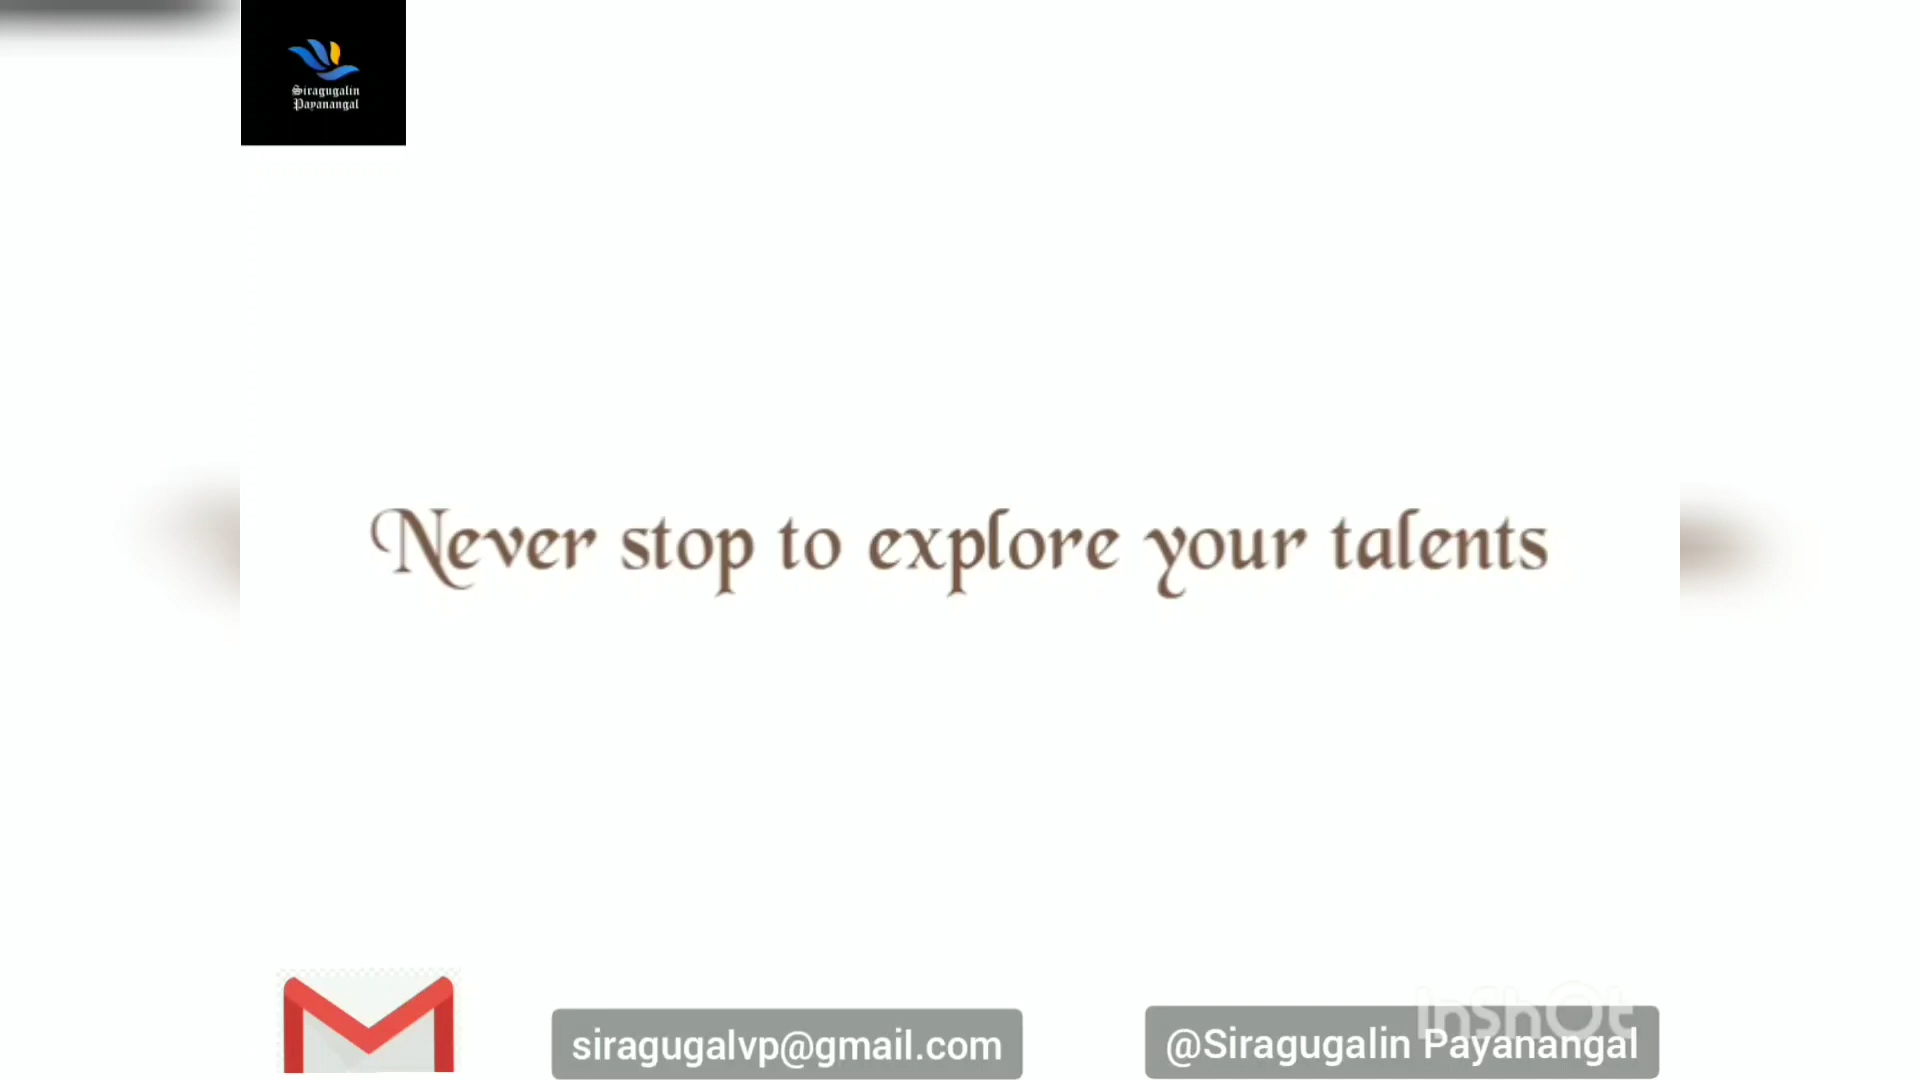 Siragugalin
Payanangal
Never stop to explore your talents
siragugalvp@gmail.com
@Siragugalin Payanangal
InShOt